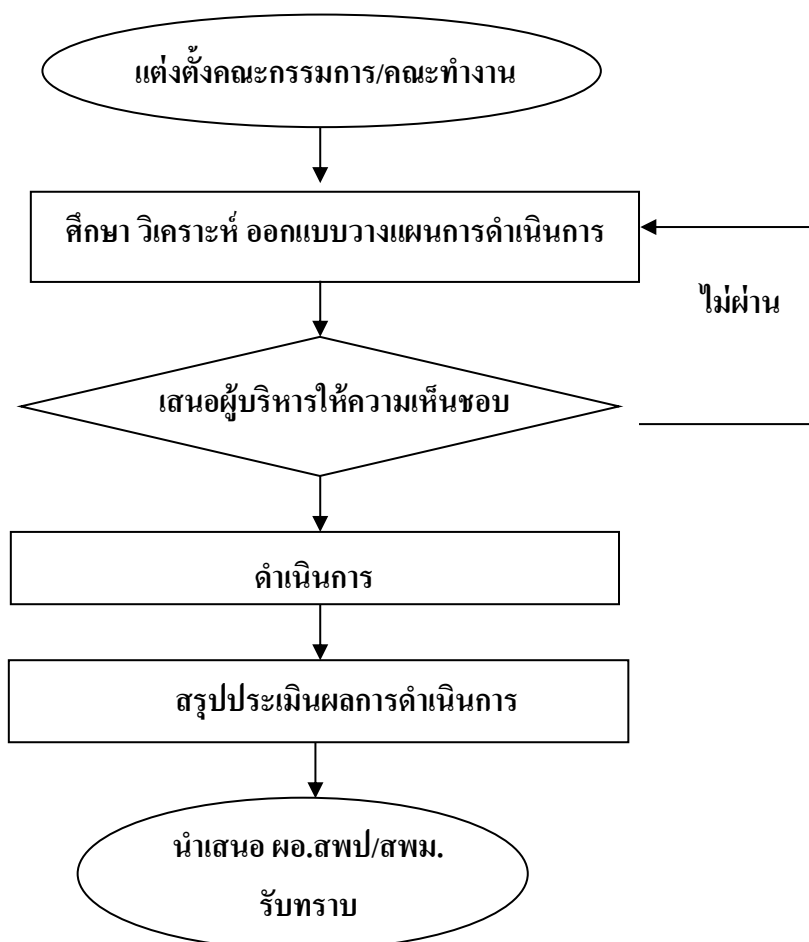 แต่งตั้งคณะกรรมการ/คณะทำงาน
ศึกษา วิเคราะห์ ออกแบบวางแผนการดำเนินการ
ไม่ผ่าน
เสนอผู้บริหารให้ความเห็นชอบ
ดำเนินการ
สรุปประเมินผลการดำเนินการ
นำเสนอ ผอ.สพป/สพม.
รับทราบ